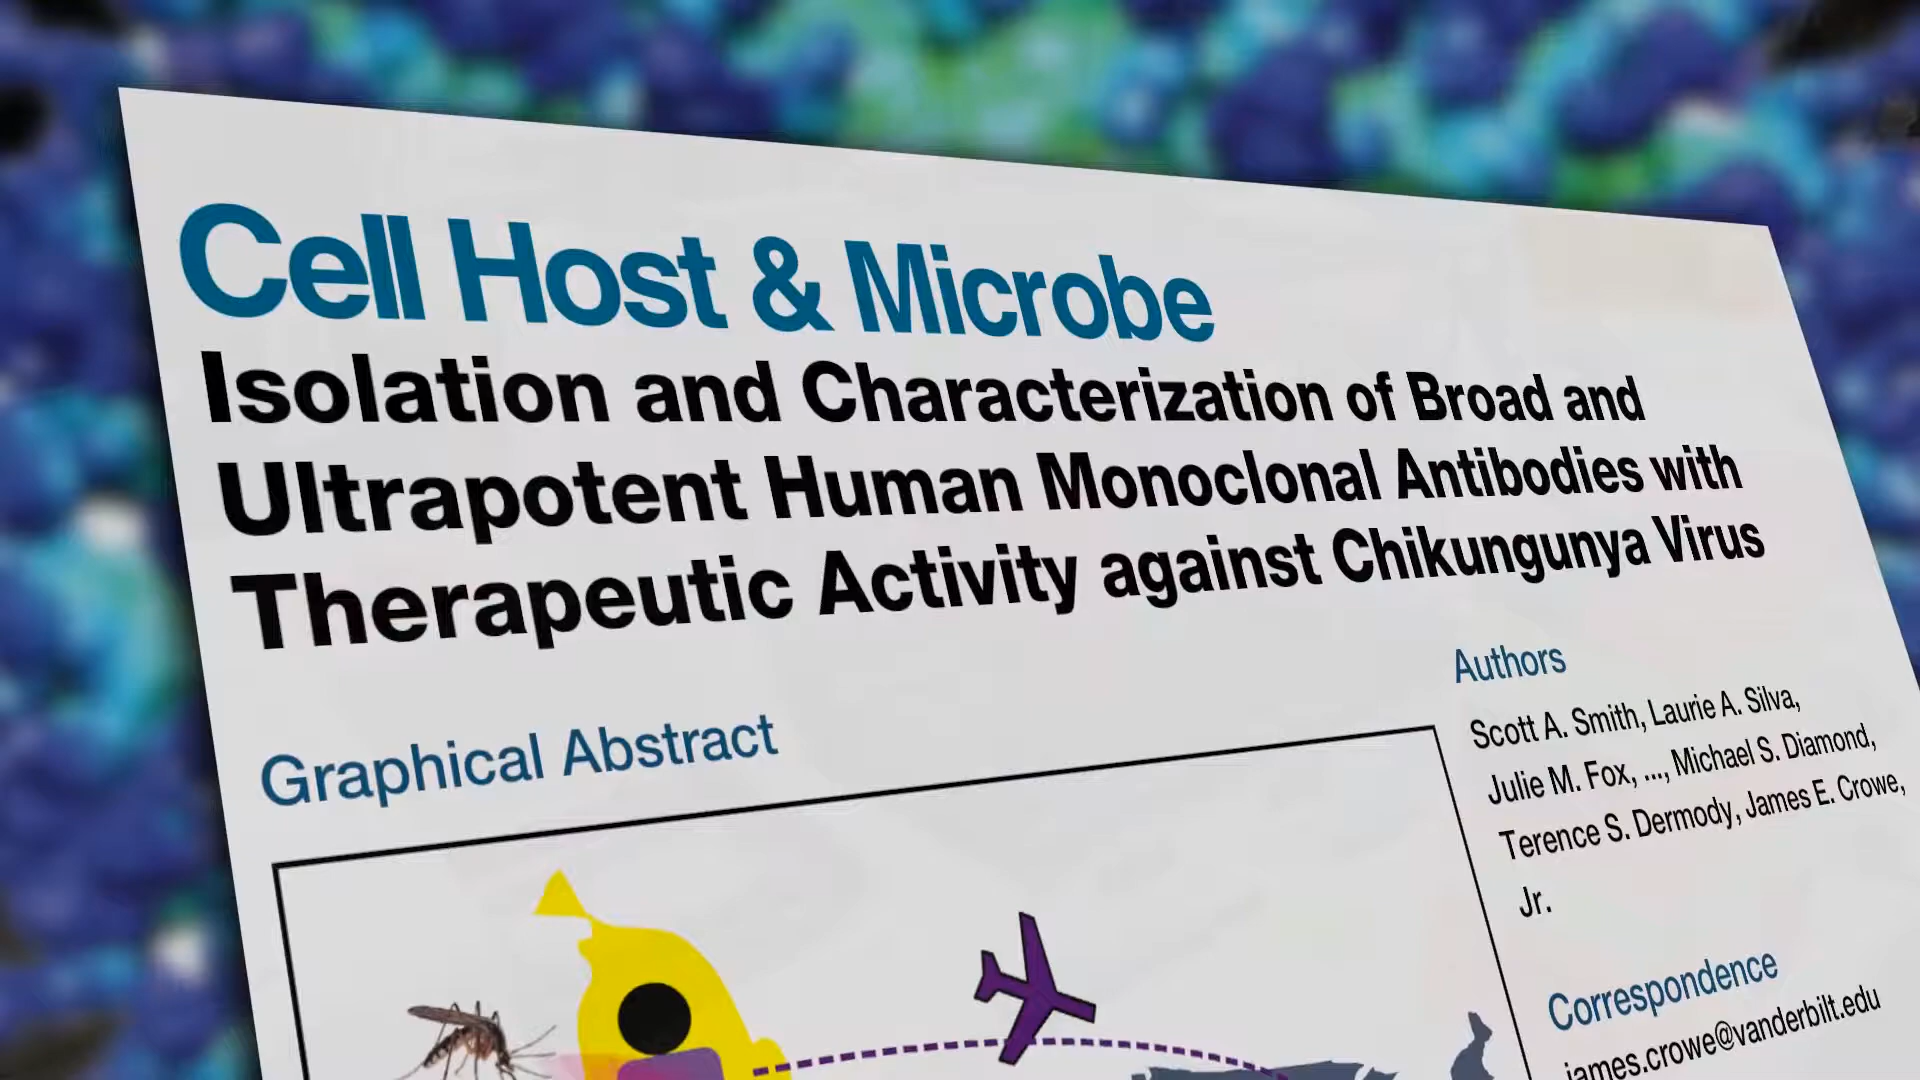 Cell Host & Microbe
Isolation and Characterization of Broad and
Ultrapotent Human Monoclonal Antibodies with
Therapeutic Activity against Chikungunya Virus
Graphical Abstract
Authors
Scott A. Smith, Laurie A. Silva,
Julie M. Fox, ..., Michael S. Diamond,
Terence S. Dermody, James E. Crowe,
Jr.
Correspondence
james.crowe@vanderbilt.edu